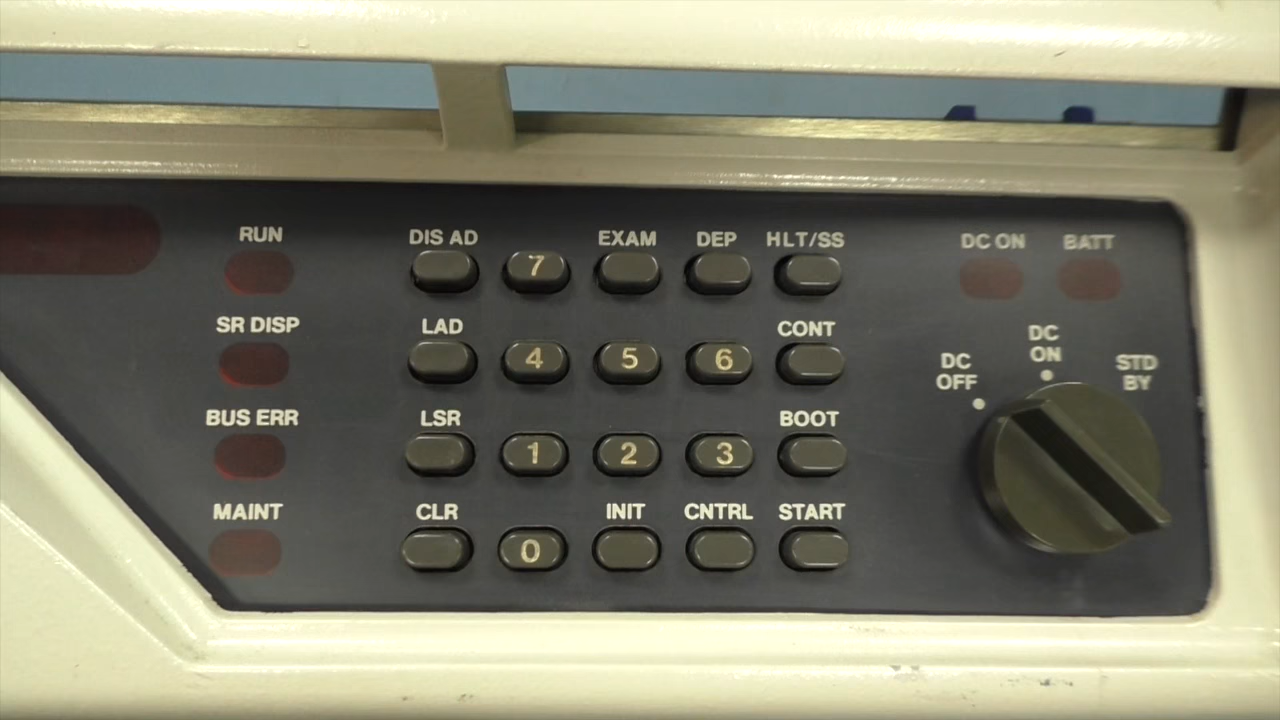 RUN
DIS AD
7
EXAM
DEP
HLT/SS
DC ON
BATT
SR DISP
LAD
4
5
6
CONT
DC
OFF
DC
ON
STD
BY
BUS ERR
LSR
1
2
3
BOOT
MAINT
CLR
0
INIT
CNTRL
START